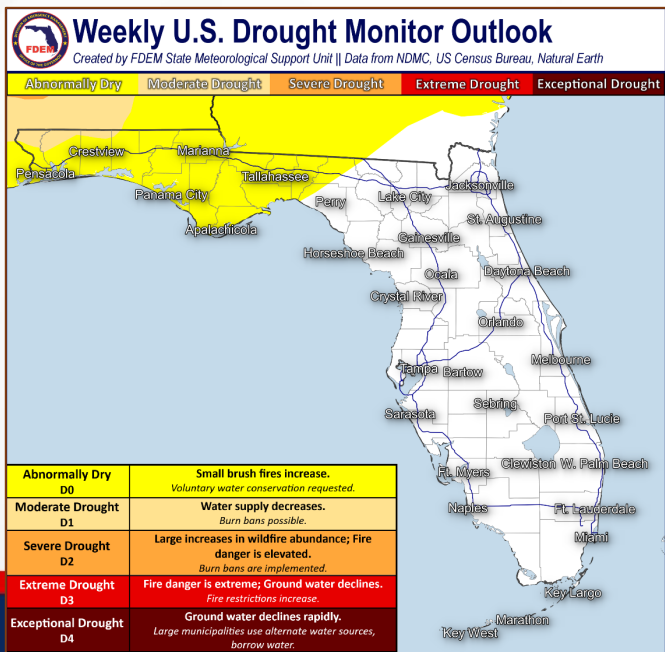 Weekly U.S. Drought Monitor Outlook
FDEM
Created by FDEM State Meteorological Support Unit || Data from NDMC, US Census Bureau, Natural Earth
Abnormally Dry
Moderate Drought
Severe Drought
Extreme Drought
Exceptional Drought
Crestview
Marianna
Pensacola
Tallahassee
Panama City
Apalachicola
Perry
Lake City
Jacksonville
St. Augustine
Gainesville
Horseshoe Beach
Ocala
Daytona Beach
Crystal River
Orlando
Melbourne
Tampa
Bartow
Sebring
Sarasota
Port St. Lucie
Ft. Myers
Clewiston
W. Palm Beach
Naples
Ft. Lauderdale
Miami
Key Largo
Marathon
Key West
Abnormally Dry
D0
Small brush fires increase.
Voluntary water conservation requested.
Moderate Drought
D1
Water supply decreases.
Burn bans possible.
Severe Drought
D2
Large increases in wildfire abundance; Fire
danger is elevated.
Burn bans are implemented.
Extreme Drought
D3
Fire danger is extreme; Ground water declines.
Fire restrictions increase.
Exceptional Drought
D4
Ground water declines rapidly.
Large municipalities use alternate water sources,
borrow water.